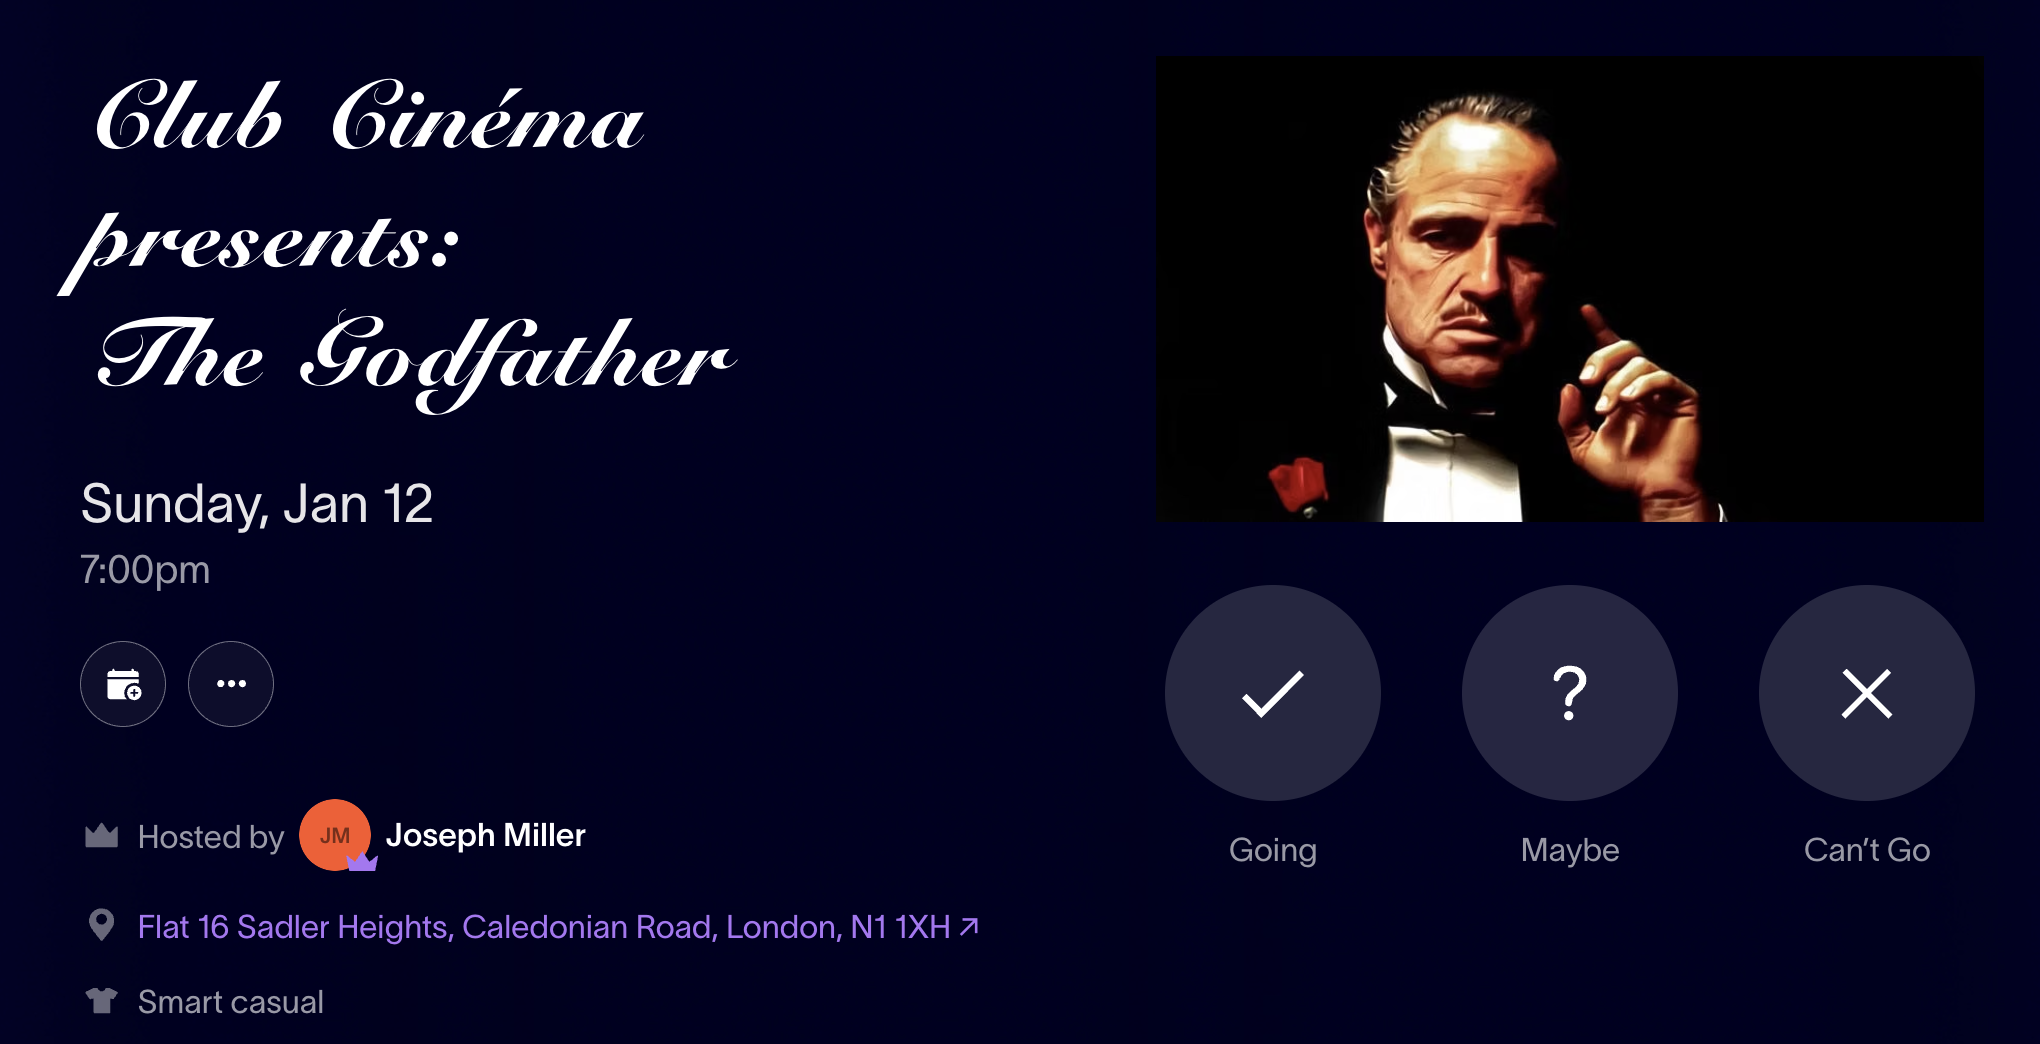 Club Cinéma
presents:
The Godfather
Sunday, Jan 12
7:00pm
Hosted by JM Joseph Miller
Flat 16 Sadler Heights, Caledonian Road, London, N1 1XH
Smart casual
Going
Maybe
Can't Go